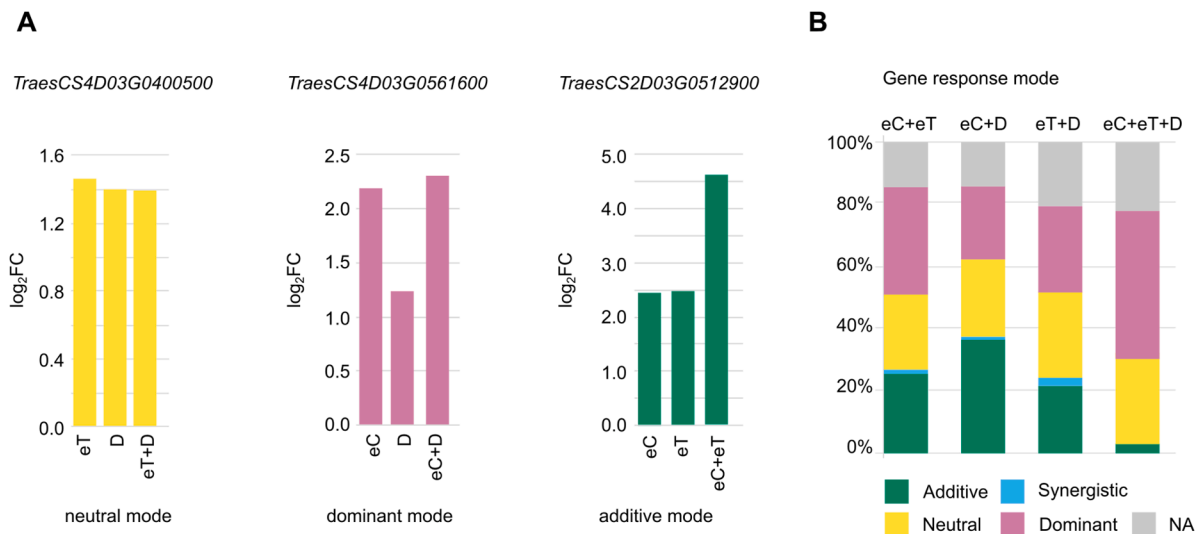 A
B
TraesCS4D03G0400500
TraesCS4D03G0561600
TraesCS2D03G0512900
log₂FC
1.6
1.2
0.8
0.4
0.0
eT
D
eT+D
neutral mode
log₂FC
2.5
2.0
1.5
1.0
0.5
0.0
eC
D
eC+D
dominant mode
log₂FC
5.0
4.0
3.0
2.0
1.0
0.0
eC
eT
eC+eT
additive mode
Gene response mode
eC+eT eC+D eT+D eC+eT+D
100%
80%
60%
40%
20%
0%
Additive Synergistic
Neutral Dominant NA